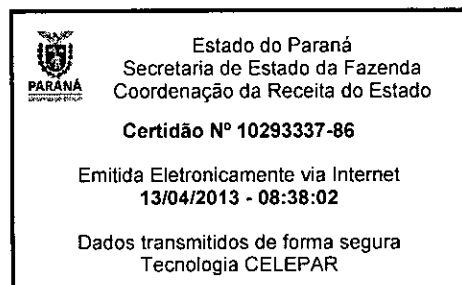 Estado do Paraná
Secretaria de Estado da Fazenda
PARANÁ
Coordenação da Receita do Estado
Certidão Nº 10293337-86
Emitida Eletronicamente via Internet
13/04/2013 - 08:38:02
Dados transmitidos de forma segura
Tecnologia CELEPAR